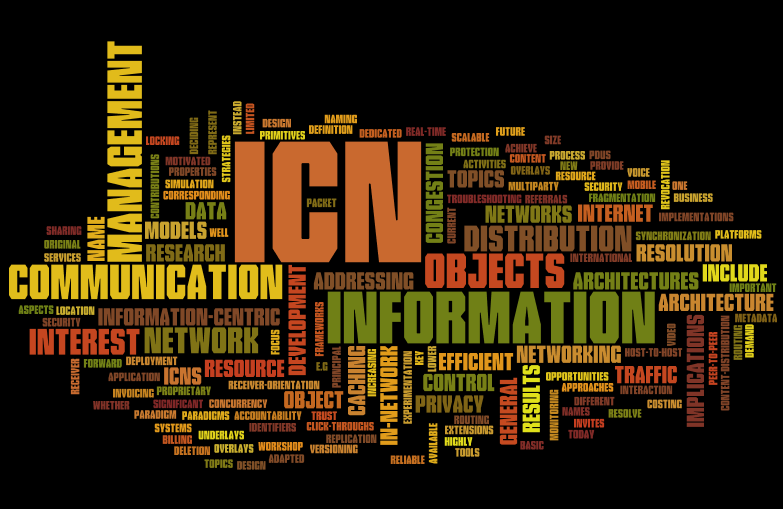 MANAGEMENT
INSTEAD
LIMITED
DESIGN
NAMING
DEFINITION
PRIMITIVES
DEDICATED
REAL-TIME
SCALABLE
FUTURE
LOCKING
DECIDING
REPRESENT
STRATEGIES
ICN
PACKET
CONGESTION
PROTECTION
ACHIEVE
SIZE
MOTIVATED
CONTENT
PROCESS
POUS
ACTIVITIES
NEW
PROVIDE
PROPERTIES
OVERLAYS
RESOURCE
VOICE
TOPICS
CONTRIBUTIONS
SIMULATION
MULTIPARTY
SECURITY
MOBILE
REVOCATION
ONE
CORRESPONDING
TROUBLESHOOTING
REFERRALS
FRAGMENTATION
BUSINESS
DATA
NETWORKS
INTERNET
IMPLEMENTATIONS
NAME
SHARING
MODELS
WELL
CURRENT
DISTRIBUTION
SYNCHRONIZATION
PLATFORMS
ORIGINAL
SERVICES
RESEARCH
INTERNATIONAL
RESOLUTION
COMMUNICATION
DEVELOPMENT
ADDRESSING
OBJECTS
ARCHITECTURES
INCLUDE
IMPORTANT
INFORMATION
ARCHITECTURE
ASPECTS
LOCATION
INFORMATION-CENTRIC
SECURITY
FRAMEWORKS
METADATA
INTEREST
NETWORK
FOCUS
IMPLICATIONS
VIDEO
PEER-TO-PEER
CONTENT-DISTRIBUTION
ROUTING
DEMAND
RECEIVER
FORWARD
DEPLOYMENT
RESOURCE
E.G
PRINCIPAL
CACHING
INCREASING
IN-NETWORK
EXPERIMENTATION
KEY
LOWER
EFFICIENT
NETWORKING
HOST-TO-HOST
APPLICATION
ICNS
RECEIVER-ORIENTATION
CONTROL
GENERAL
RESULTS
OPPORTUNITIES
TRAFFIC
APPROACHES
INTERACTION
INVOICING
PROPRIETARY
OBJECT
PRIVACY
DIFFERENT
COSTING
WHETHER
SIGNIFICANT
CONCURRENCY
NAMES
RESOLVE
PARADIGM
PARADIGMS
ACCOUNTABILITY
TRUST
ROUTING
MONITORING
INVITES
SYSTEMS
IDENTIFIERS
CLICK-THROUGHS
AVAILABLE
EXTENSIONS
TODAY
BILLING
UNDERLAYS
REPLICATION
HIGHLY
BASIC
DELETION
OVERLAYS
WORKSHOP
VERSIONING
TOOLS
TOPICS
DESIGN
ADAPTED
RELIABLE